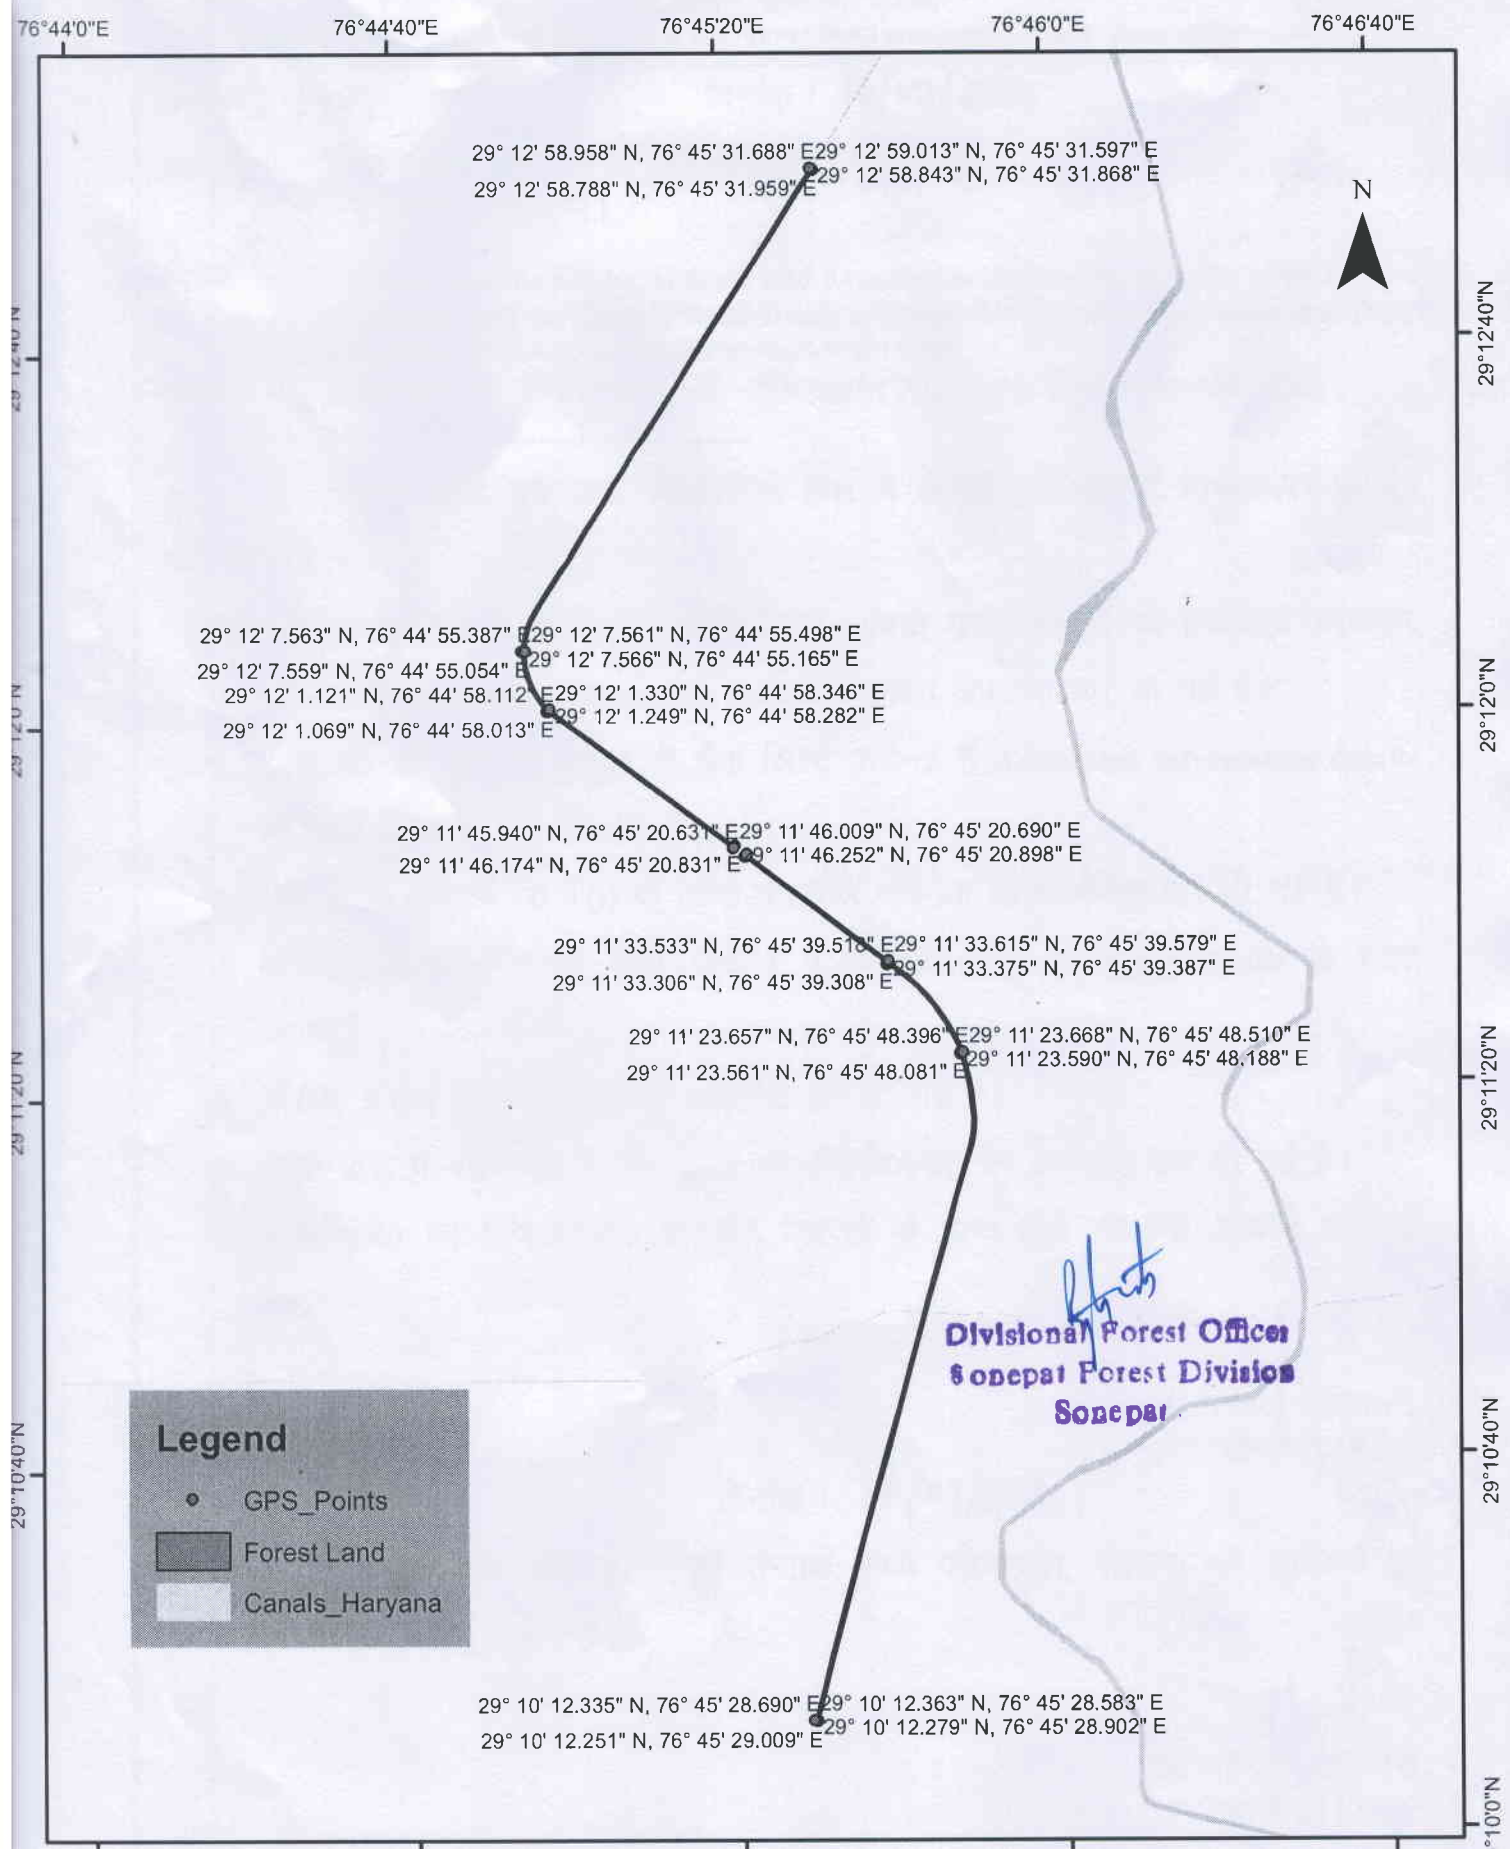 76°44'0"E 76°44'40"E 76°45'20"E 76°46'0"E 76°46'40"E
29° 12' 58.958" N, 76° 45' 31.688" E 29° 12' 59.013" N, 76° 45' 31.597" E
29° 12' 58.843" N, 76° 45' 31.868" E
29° 12' 58.788" N, 76° 45' 31.959" E
N
29°12'40"N 29°12'40"N
29° 12' 7.563" N, 76° 44' 55.387" E 29° 12' 7.561" N, 76° 44' 55.498" E
29° 12' 7.566" N, 76° 44' 55.165" E
29° 12' 7.559" N, 76° 44' 55.054" E
29° 12' 1.121" N, 76° 44' 58.112" E 29° 12' 1.330" N, 76° 44' 58.346" E
29° 12' 1.249" N, 76° 44' 58.282" E
29° 12' 1.069" N, 76° 44' 58.013" E
29°12'0"N 29°12'0"N
29° 11' 45.940" N, 76° 45' 20.631" E 29° 11' 46.009" N, 76° 45' 20.690" E
29° 11' 46.252" N, 76° 45' 20.898" E
29° 11' 46.174" N, 76° 45' 20.831" E
29° 11' 33.533" N, 76° 45' 39.518" E 29° 11' 33.615" N, 76° 45' 39.579" E
29° 11' 33.375" N, 76° 45' 39.387" E
29° 11' 33.306" N, 76° 45' 39.308" E
29° 11' 23.657" N, 76° 45' 48.396" E 29° 11' 23.668" N, 76° 45' 48.510" E
29° 11' 23.590" N, 76° 45' 48.188" E
29° 11' 23.561" N, 76° 45' 48.081" E
29°11'20"N 29°11'20"N
Divisional Forest Officer
Sonepat Forest Division
Sonepat
Legend
GPS_Points
Forest Land
Canals_Haryana
29°10'40"N 29°10'40"N
29° 10' 12.335" N, 76° 45' 28.690" E 29° 10' 12.363" N, 76° 45' 28.583" E
29° 10' 12.279" N, 76° 45' 28.902" E
29° 10' 12.251" N, 76° 45' 29.009" E
°10'0"N